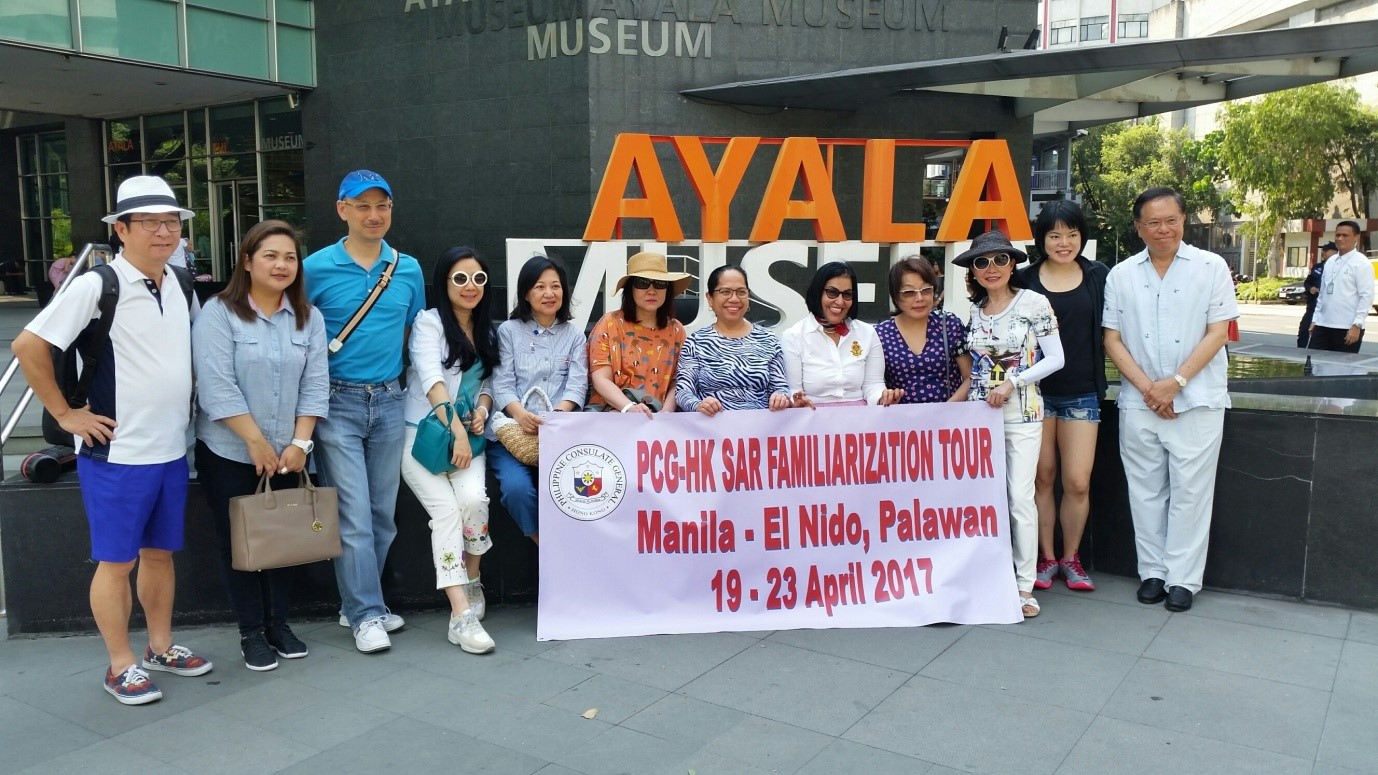 AYALA MUSEUM
MUSEUM
AYALA
MUSEUM
AYALA
MUSEUM
PHILIPPINE CONSULATE GENERAL
HONG KONG
PCG-HK SAR FAMILIARIZATION TOUR
Manila - El Nido, Palawan
19 - 23 April 2017